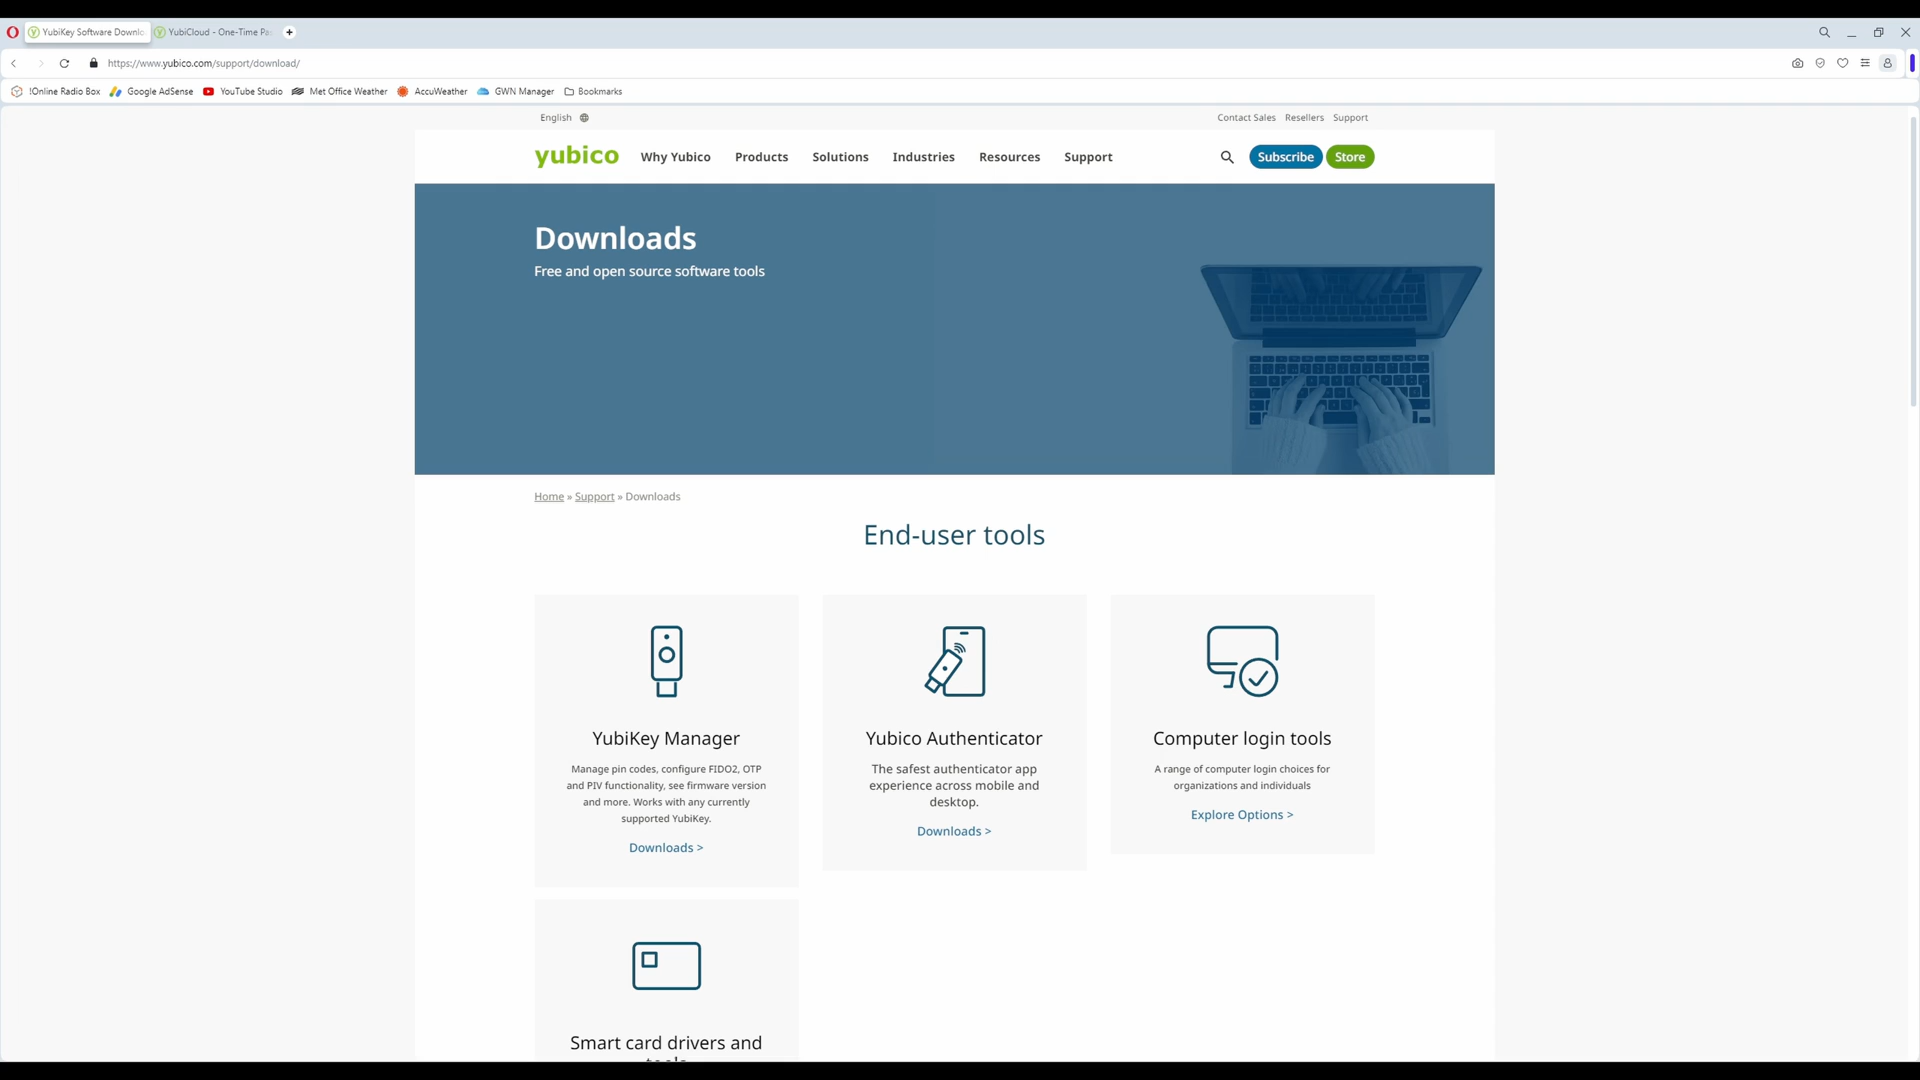 YubiKey Software Downlo
YubiCloud - One-Time Pa
https://www.yubico.com/support/download/
!Online Radio Box
Google AdSense
YouTube Studio
Met Office Weather
AccuWeather
GWN Manager
Bookmarks
English
Contact Sales
Resellers
Support
yubico
Why Yubico
Products
Solutions
Industries
Resources
Support
Subscribe
Store
Downloads
Free and open source software tools
Home » Support » Downloads
End-user tools
YubiKey Manager
Manage pin codes, configure FIDO2, OTP
and PIV functionality, see firmware version
and more. Works with any currently
supported YubiKey.
Downloads >
Yubico Authenticator
The safest authenticator app
experience across mobile and
desktop.
Downloads >
Computer login tools
A range of computer login choices for
organizations and individuals
Explore Options >
Smart card drivers and
tools